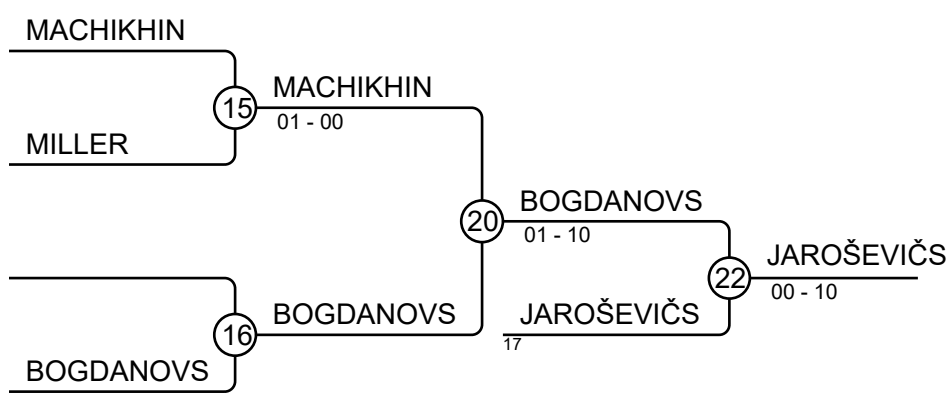 MACHIKHIN
15
MACHIKHIN
01 - 00
MILLER
20
BOGDANOVS
01 - 10
22
JAROŠEVIČS
00 - 10
16
BOGDANOVS
JAROŠEVIČS
17
BOGDANOVS